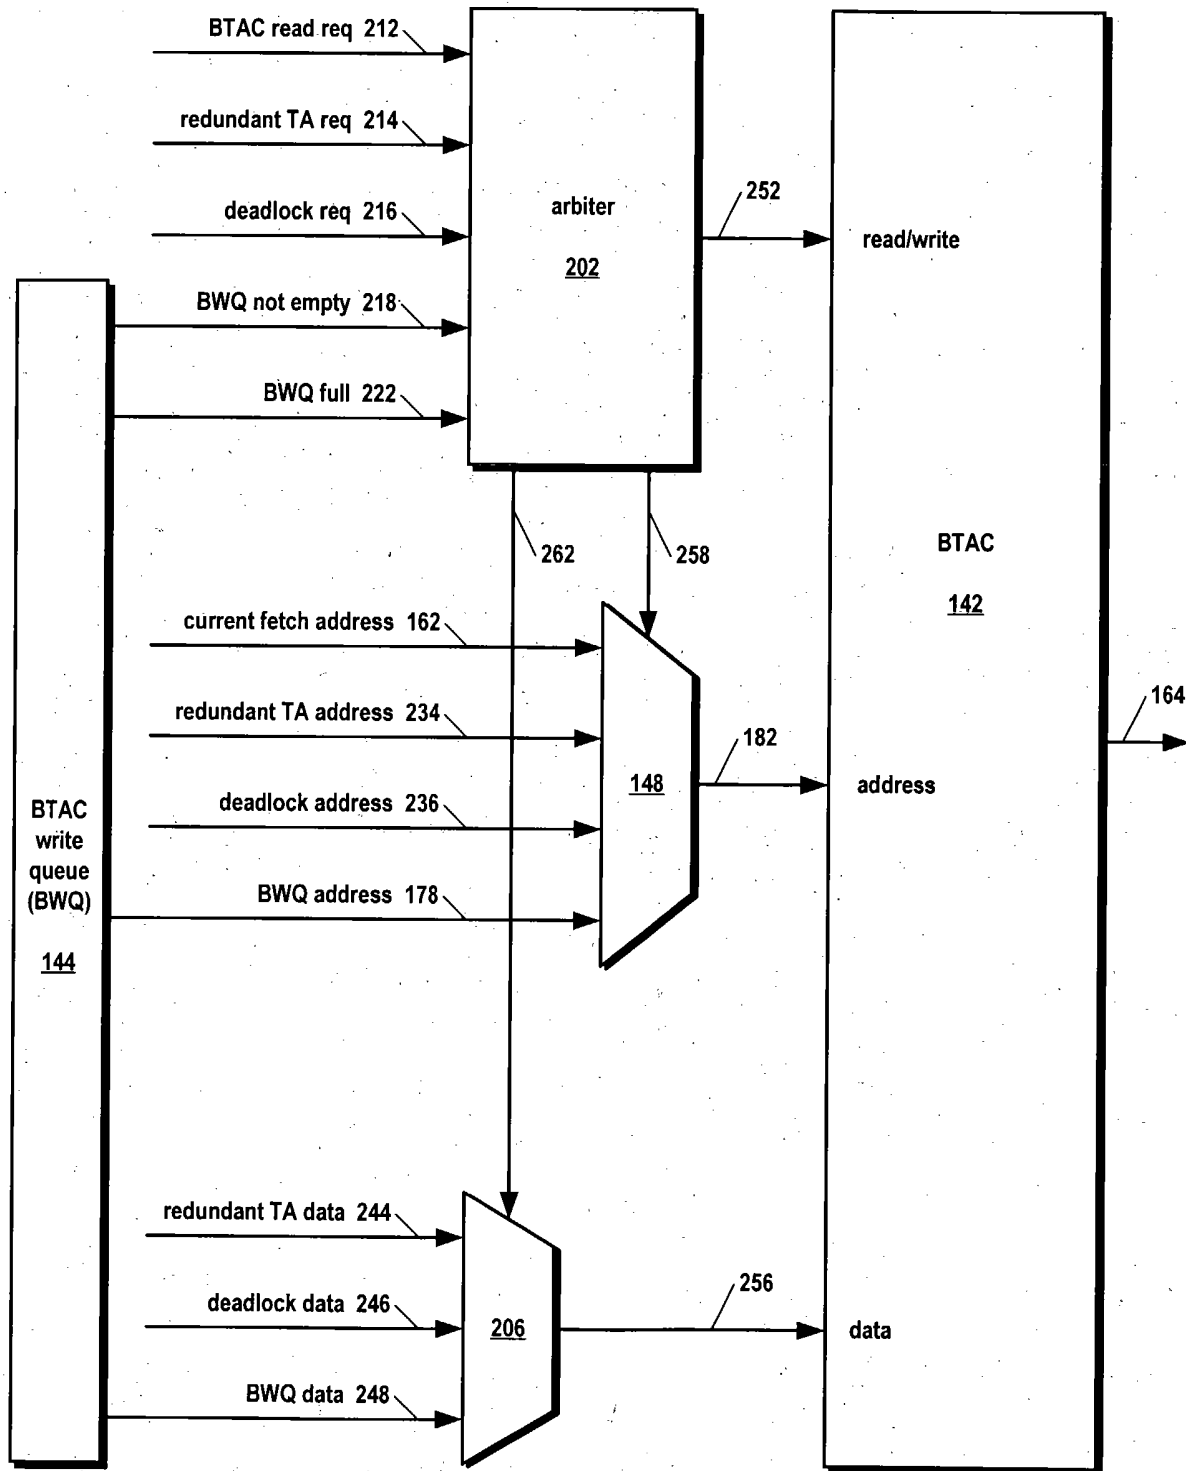 BTAC read req 212
redundant TA req 214
deadlock req 216
BWQ not empty 218
BWQ full 222
arbiter
202
252
read/write
262
258
BTAC
142
current fetch address 162
redundant TA address 234
deadlock address 236
BWQ address 178
148
182
address
164
BTAC
write
queue
(BWQ)
144
redundant TA data 244
deadlock data 246
BWQ data 248
206
256
data